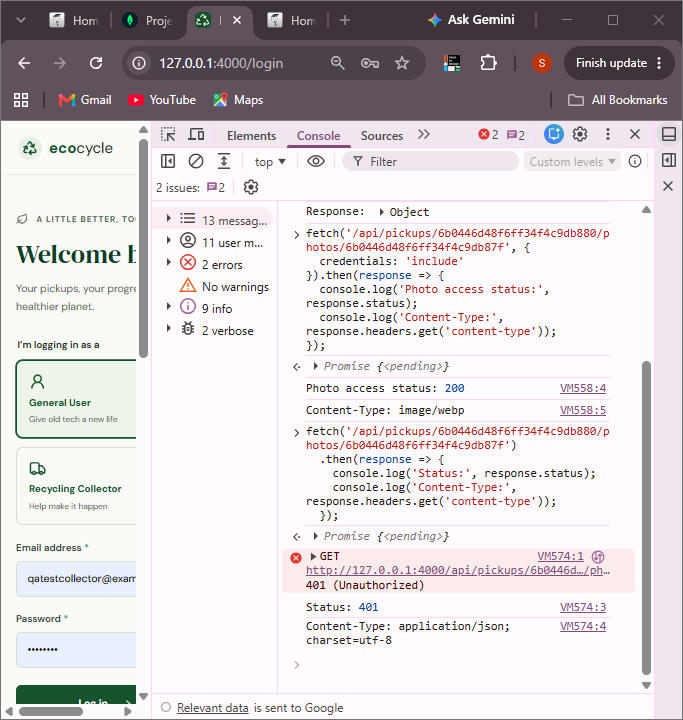 Hom
Proje
Hom
Ask Gemini
127.0.0.1:4000/login
S
Finish update
Gmail
YouTube
Maps
All Bookmarks
ecocycle
A LITTLE BETTER, TO
Welcome b
Your pickups, your progre
healthier planet.
I'm logging in as a
General User
Give old tech a new life
Recycling Collector
Help make it happen
Email address *
qatestcollector@exam
Password *
••••••••
Log in
Elements
Console
Sources
2
2
top
Filter
Custom levels
2 issues:
2
13 messag...
11 user m...
2 errors
No warnings
9 info
2 verbose
Response: Object
fetch('/api/pickups/6b0446d48f6ff34f4c9db880/p
hotos/6b0446d48f6ff34f4c9db87f', {
credentials: 'include'
}).then(response => {
console.log('Photo access status:',
response.status);
console.log('Content-Type:',
response.headers.get('content-type'));
});
Promise {<pending>}
Photo access status: 200 VM558:4
Content-Type: image/webp VM558:5
fetch('/api/pickups/6b0446d48f6ff34f4c9db880/p
hotos/6b0446d48f6ff34f4c9db87f')
.then(response => {
console.log('Status:', response.status);
console.log('Content-Type:',
response.headers.get('content-type'));
});
Promise {<pending>}
GET VM574:1
http://127.0.0.1:4000/api/pickups/6b0446d…/ph…
401 (Unauthorized)
Status: 401 VM574:3
Content-Type: application/json; VM574:4
charset=utf-8
Relevant data is sent to Google